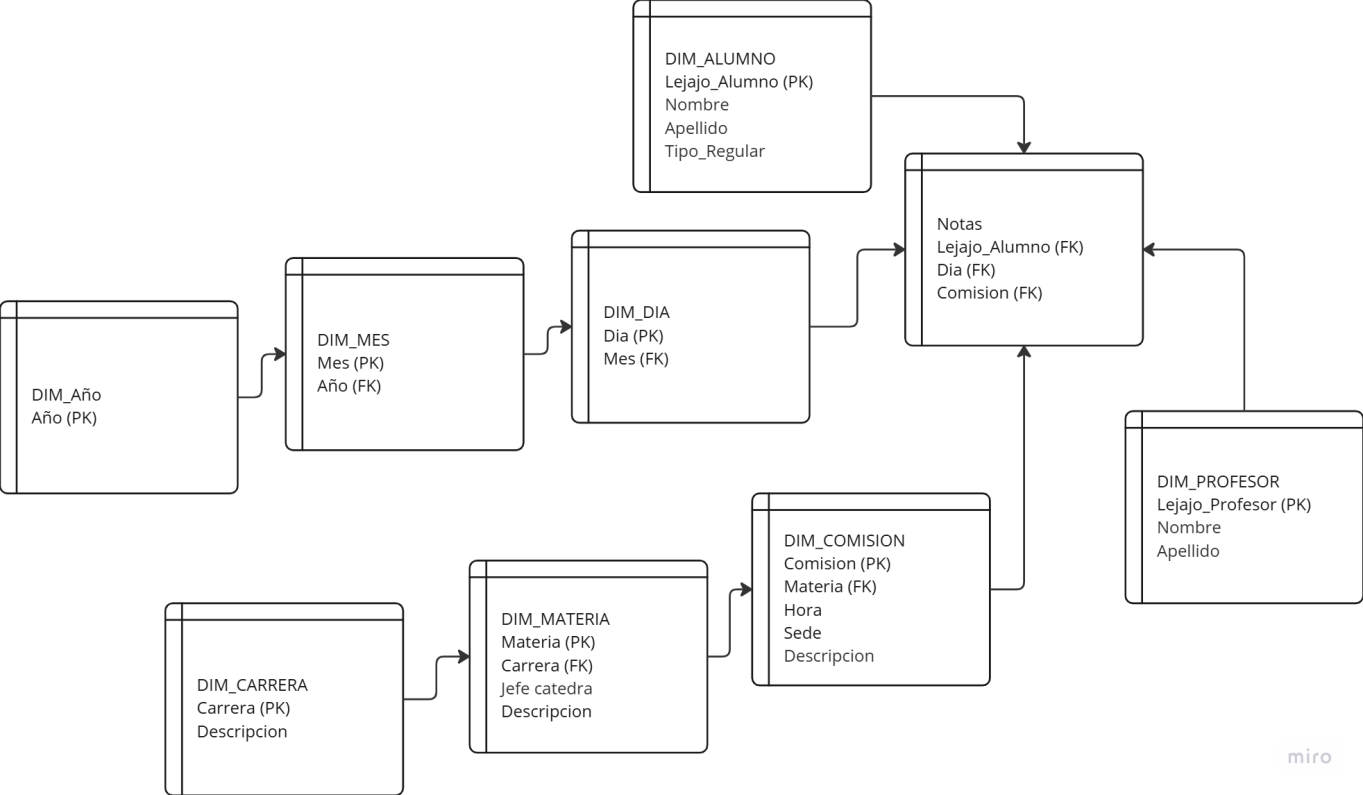 DIM_ALUMNO
Lejajo_Alumno (PK)
Nombre
Apellido
Tipo_Regular
Notas
Lejajo_Alumno (FK)
Dia (FK)
Comision (FK)
DIM_DIA
Dia (PK)
Mes (FK)
DIM_MES
Mes (PK)
Año (FK)
DIM_Año
Año (PK)
DIM_PROFESOR
Lejajo_Profesor (PK)
Nombre
Apellido
DIM_COMISION
Comision (PK)
Materia (FK)
Hora
Sede
Descripcion
DIM_MATERIA
Materia (PK)
Carrera (FK)
Jefe catedra
Descripcion
DIM_CARRERA
Carrera (PK)
Descripcion
miro